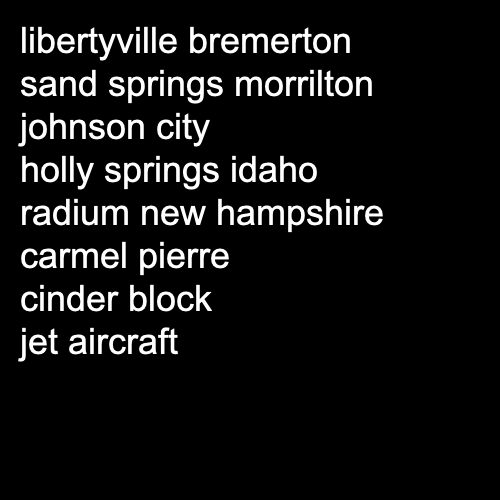 libertyville bremerton
sand springs morrilton
johnson city
holly springs idaho
radium new hampshire
carmel pierre
cinder block
jet aircraft